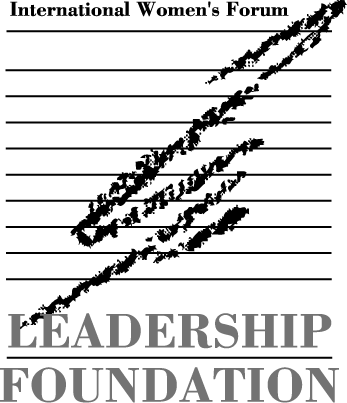 International Women's Forum
LEADERSHIP
FOUNDATION